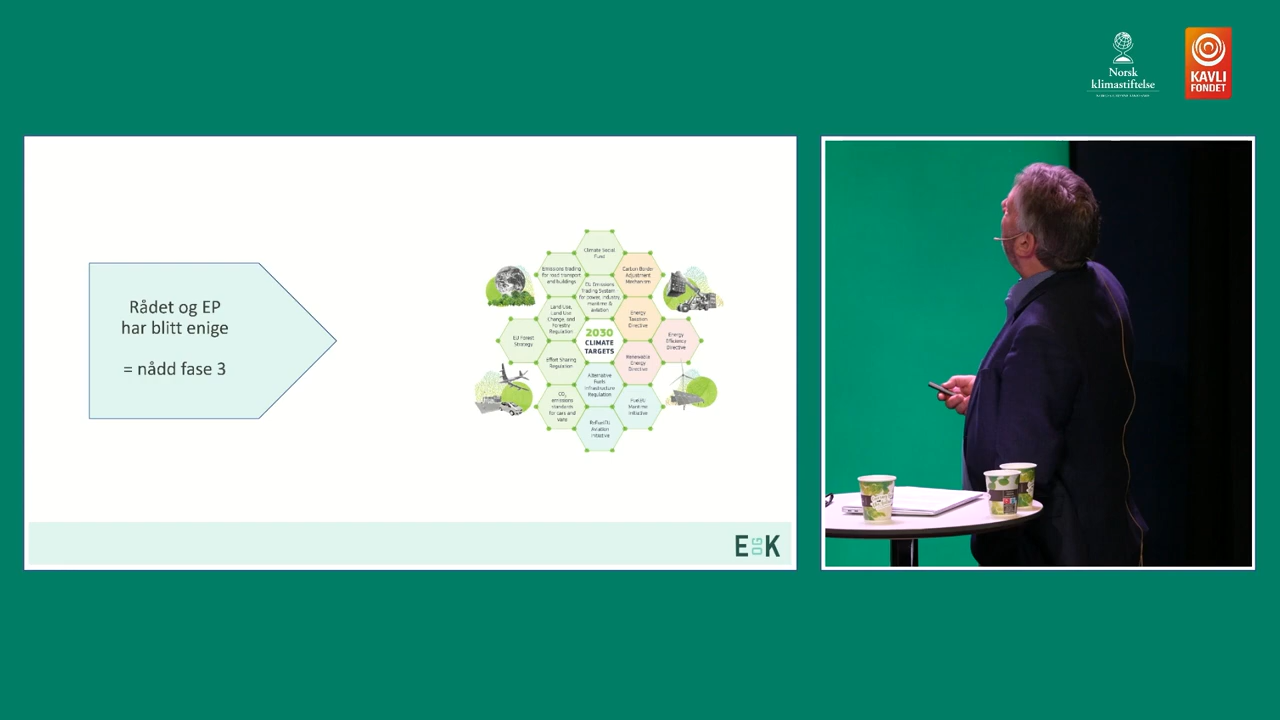 Norsk
klimastiftelse
KAVLI
FONDET
Rådet og EP
har blitt enige
= nådd fase 3
Climate Social
Fund
Emissions trading
for road transport
and buildings
Carbon Border
Adjustment
Mechanism
EU Emissions
Trading System
for power, industry,
maritime &
aviation
Land Use,
Land Use
Change, and
Forestry
Regulation
Energy
Taxation
Directive
EU Forest
Strategy
2030
CLIMATE
TARGETS
Energy
Efficiency
Directive
Effort Sharing
Regulation
Renewable
Energy
Directive
Alternative
Fuels
Infrastructure
Regulation
CO₂
emissions
standards
for cars and
vans
FuelEU
Maritime
Initiative
ReFuelEU
Aviation
Initiative
E OG K